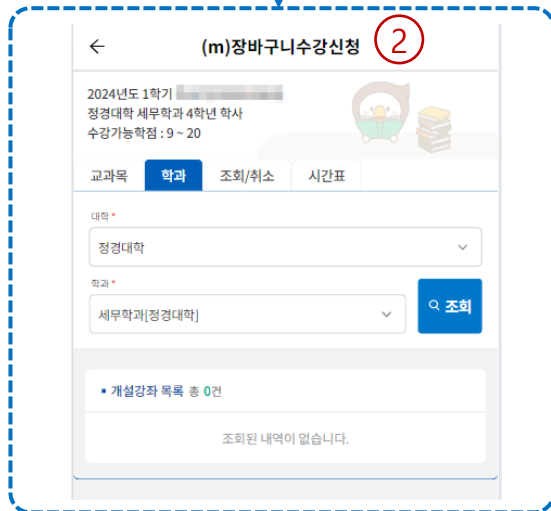 (m)장바구니수강신청 2
2024년도 1학기
정경대학 세무학과 4학년 학사
수강가능학점 : 9 ~ 20
교과목 학과 조회/취소 시간표
대학 *
정경대학
학과 *
세무학과[정경대학]
조회
개설강좌 목록 총 0건
조회된 내역이 없습니다.